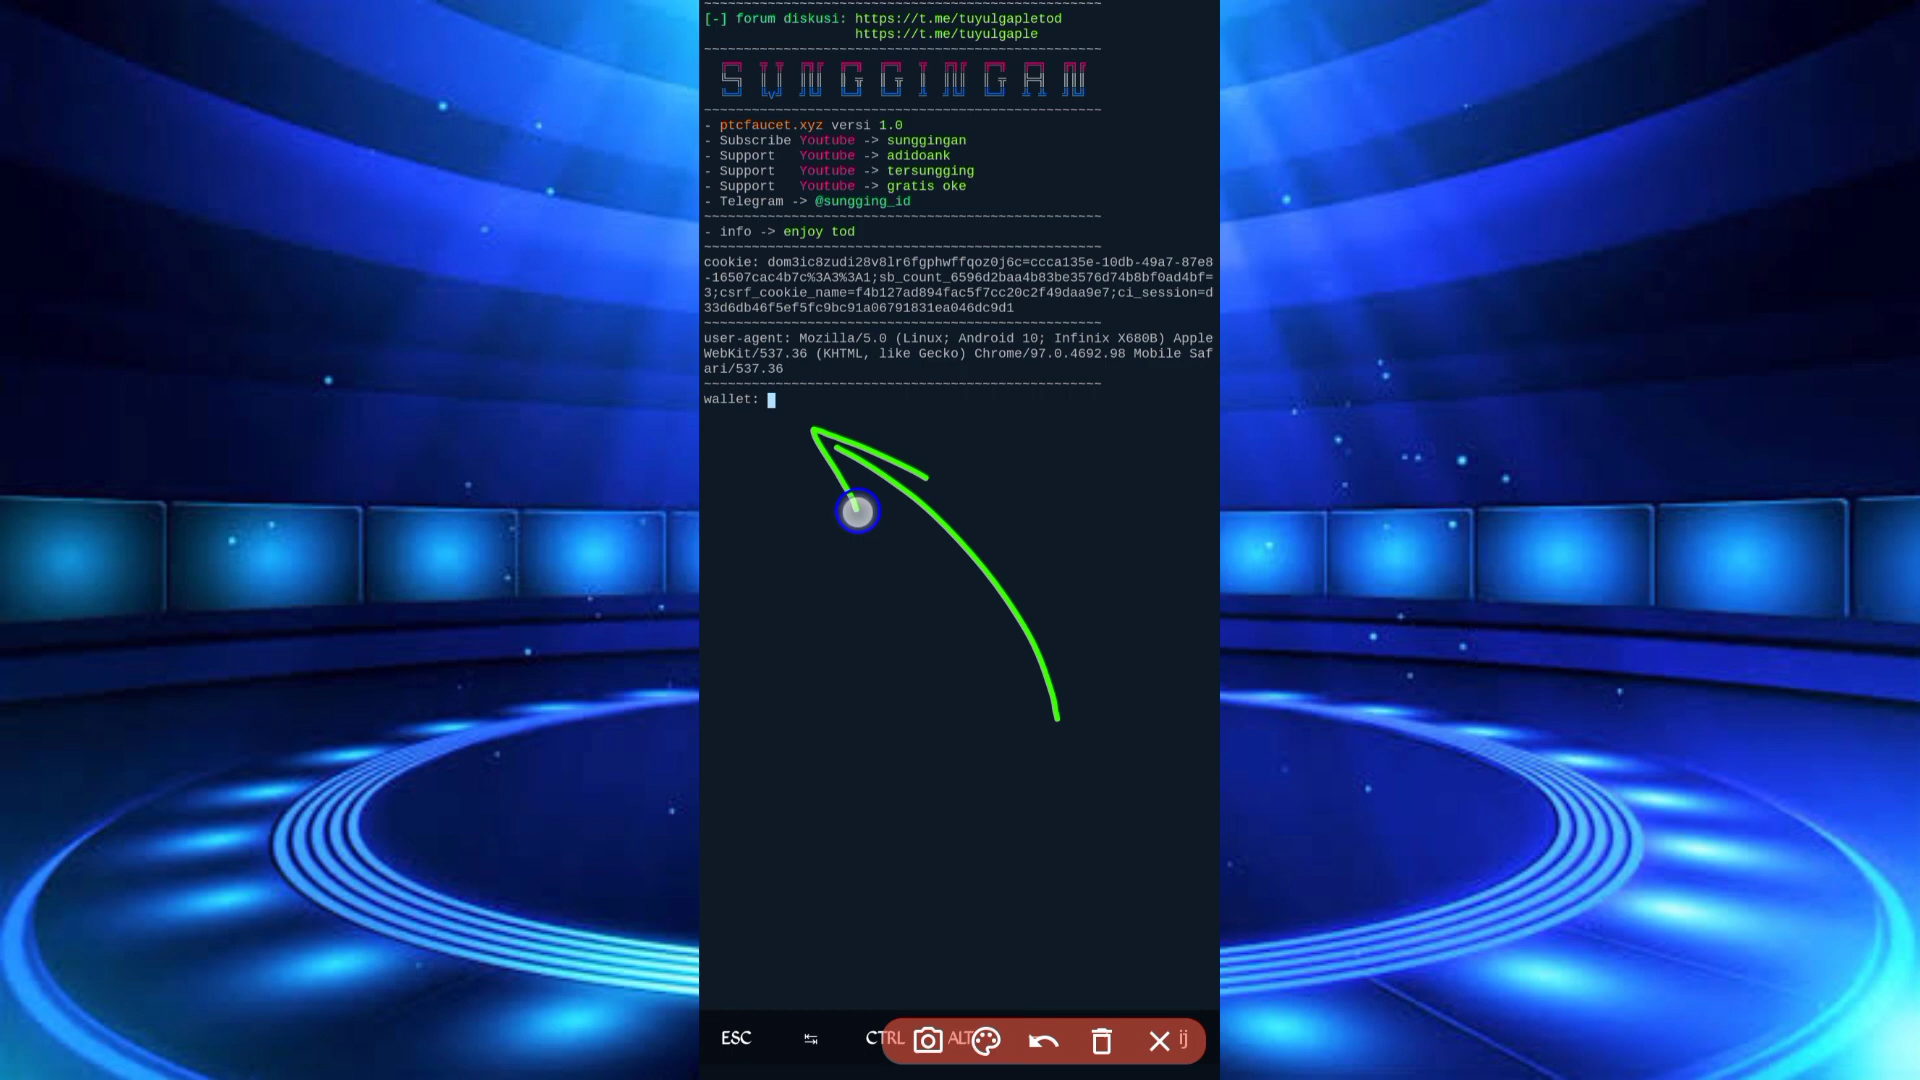 [-] forum diskusi: https://t.me/tuyulgapletod
https://t.me/tuyulgaple
~~~~~~~~~~~~~~~~~~~~~~~~~~~~~~~~~~~~~~~~~~~~~~~~~~
SUNGGINGAN
~~~~~~~~~~~~~~~~~~~~~~~~~~~~~~~~~~~~~~~~~~~~~~~~~~
- ptcfaucet.xyz versi 1.0
- Subscribe Youtube -> sunggingan
- Support Youtube -> adidoank
- Support Youtube -> tersungging
- Support Youtube -> gratis oke
- Telegram -> @sungging_id
~~~~~~~~~~~~~~~~~~~~~~~~~~~~~~~~~~~~~~~~~~~~~~~~~~
- info -> enjoy tod
~~~~~~~~~~~~~~~~~~~~~~~~~~~~~~~~~~~~~~~~~~~~~~~~~~
cookie: dom3ic8zudi28v8lr6fgphwffqoz0j6c=ccca135e-10db-49a7-87e8
-16507cac4b7c%3A3%3A1;sb_count_6596d2baa4b83be3576d74b8bf0ad4bf=
3;csrf_cookie_name=f4b127ad894fac5f7cc20c2f49daa9e7;ci_session=d
33d6db46f5ef5fc9bc91a06791831ea046dc9d1
~~~~~~~~~~~~~~~~~~~~~~~~~~~~~~~~~~~~~~~~~~~~~~~~~~
user-agent: Mozilla/5.0 (Linux; Android 10; Infinix X680B) Apple
WebKit/537.36 (KHTML, like Gecko) Chrome/97.0.4692.98 Mobile Saf
ari/537.36
~~~~~~~~~~~~~~~~~~~~~~~~~~~~~~~~~~~~~~~~~~~~~~~~~~
wallet:
ESC CTRL ALT